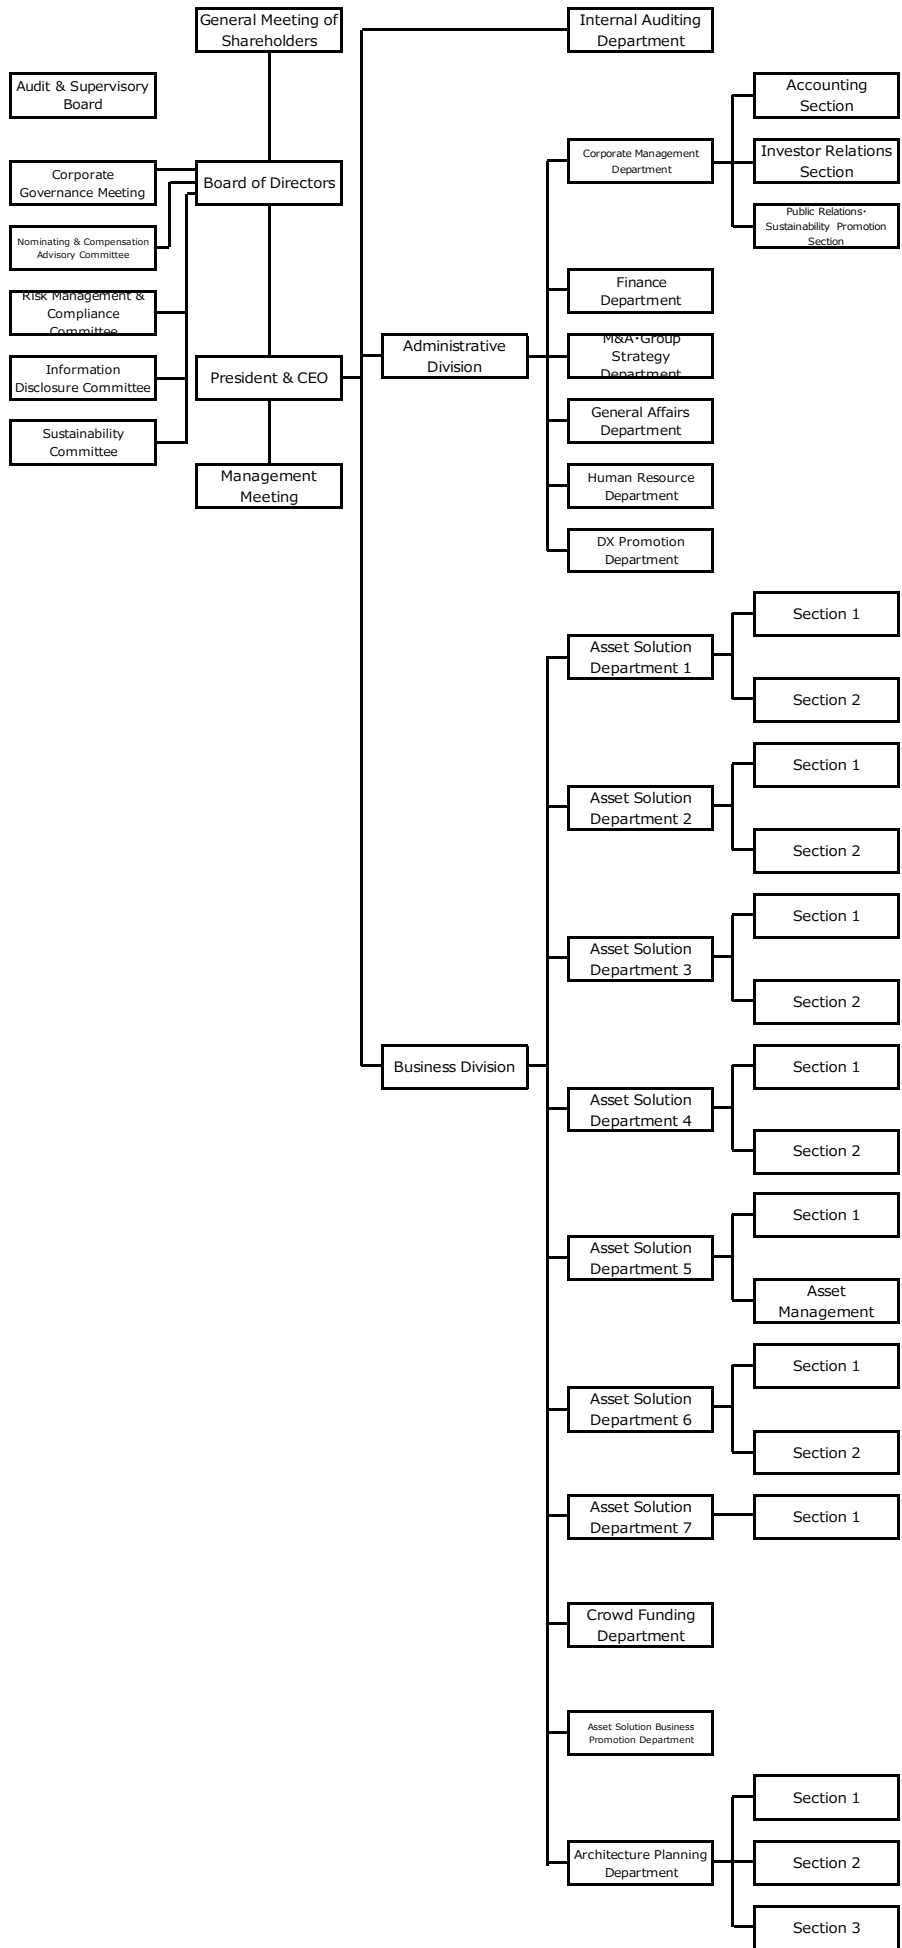 General Meeting of
Shareholders
Internal Auditing
Department
Audit & Supervisory
Board
Accounting
Section
Corporate
Governance Meeting
Board of Directors
Corporate Management
Department
Investor Relations
Section
Nominating & Compensation
Advisory Committee
Public Relations・
Sustainability Promotion
Section
Risk Management &
Compliance
Committee
Finance
Department
Information
Disclosure Committee
President & CEO
Administrative
Division
M&A・Group
Strategy
Department
Sustainability
Committee
General Affairs
Department
Management
Meeting
Human Resource
Department
DX Promotion
Department
Asset Solution
Department 1
Section 1
Section 2
Asset Solution
Department 2
Section 1
Section 2
Asset Solution
Department 3
Section 1
Section 2
Business Division
Asset Solution
Department 4
Section 1
Section 2
Asset Solution
Department 5
Section 1
Asset
Management
Asset Solution
Department 6
Section 1
Section 2
Asset Solution
Department 7
Section 1
Crowd Funding
Department
Asset Solution Business
Promotion Department
Architecture Planning
Department
Section 1
Section 2
Section 3